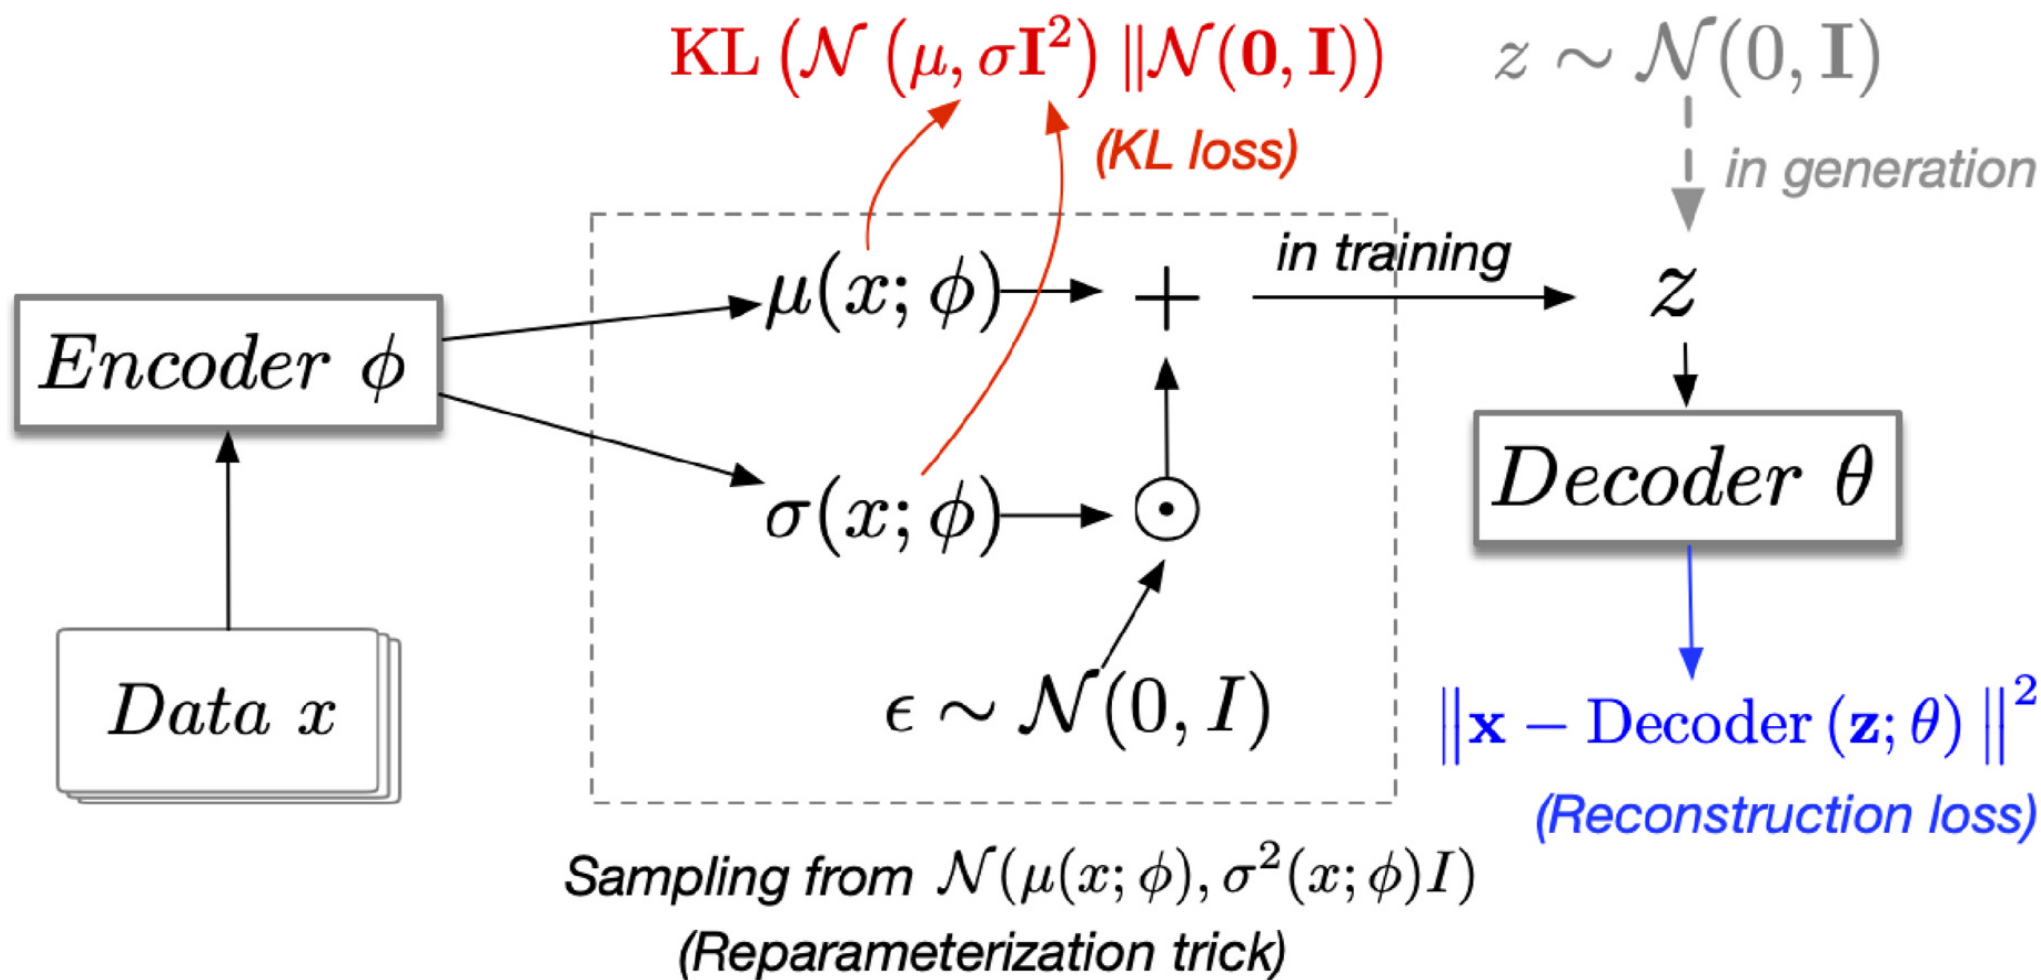 KL (𝒩 (μ, σ𝐈²) ‖𝒩(𝟎, 𝐈))
(KL loss)
z ∼ 𝒩(0, 𝐈)
in generation
in training
Encoder ϕ
μ(x; ϕ)
+
z
σ(x; ϕ)
⊙
Decoder θ
Data x
ϵ ∼ 𝒩(0, I)
‖𝐱 − Decoder (𝐳; θ) ‖²
(Reconstruction loss)
Sampling from 𝒩(μ(x; ϕ), σ²(x; ϕ)I)
(Reparameterization trick)